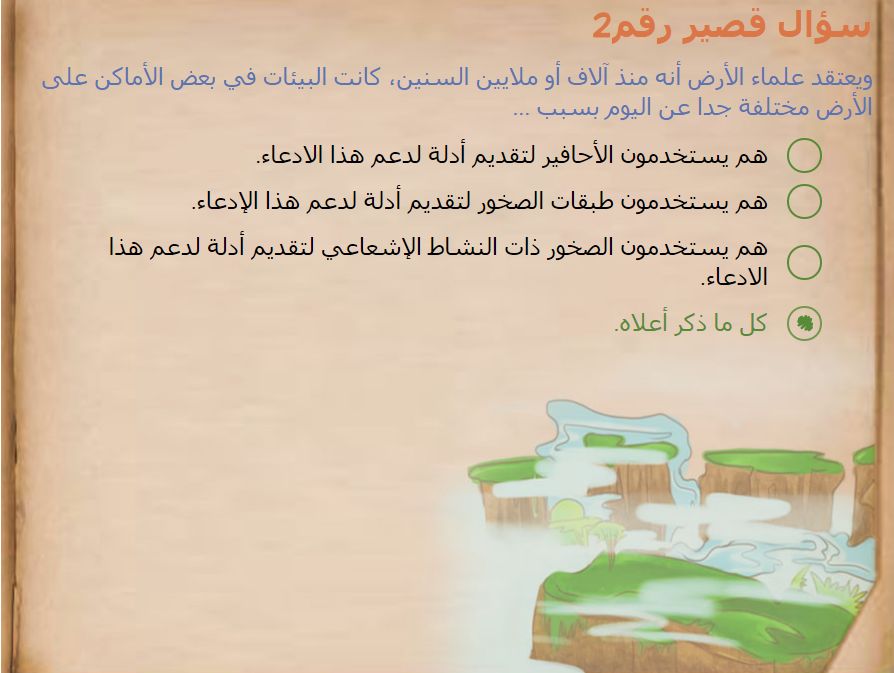 سؤال قصير رقم2
ويعتقد علماء الأرض أنه منذ آلاف أو ملايين السنين، كانت البيئات في بعض الأماكن على
الأرض مختلفة جدا عن اليوم بسبب ...
هم يستخدمون الأحافير لتقديم أدلة لدعم هذا الادعاء.
هم يستخدمون طبقات الصخور لتقديم أدلة لدعم هذا الإدعاء.
هم يستخدمون الصخور ذات النشاط الإشعاعي لتقديم أدلة لدعم هذا
الادعاء.
كل ما ذكر أعلاه.